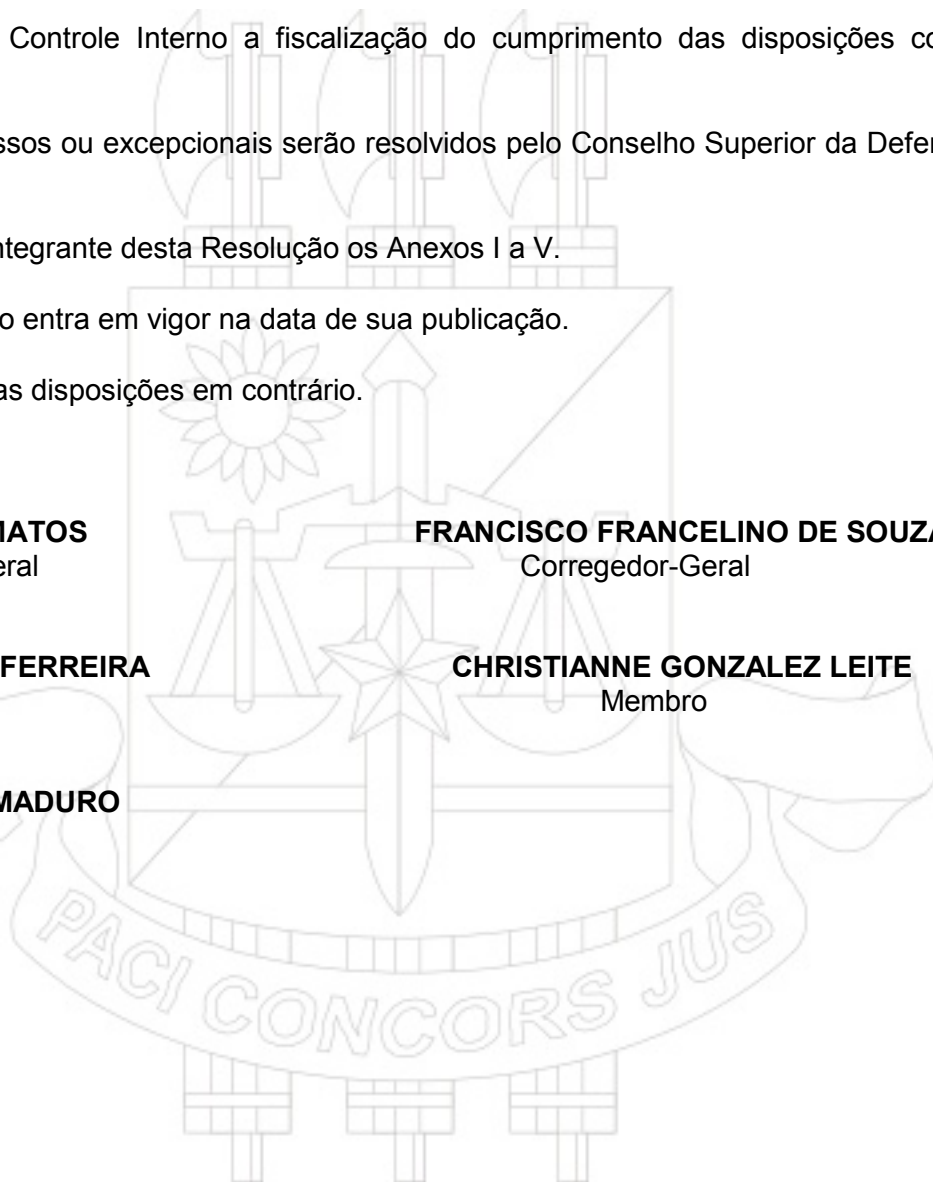 Controle Interno a fiscalização do cumprimento das disposições co
ssos ou excepcionais serão resolvidos pelo Conselho Superior da Defe
ntegrante desta Resolução os Anexos I a V.
o entra em vigor na data de sua publicação.
as disposições em contrário.
MATOS FRANCISCO FRANCELINO DE SOUZA
eral Corregedor-Geral
FERREIRA CHRISTIANNE GONZALEZ LEITE
Membro
MADURO
PACI CONCORS JUS